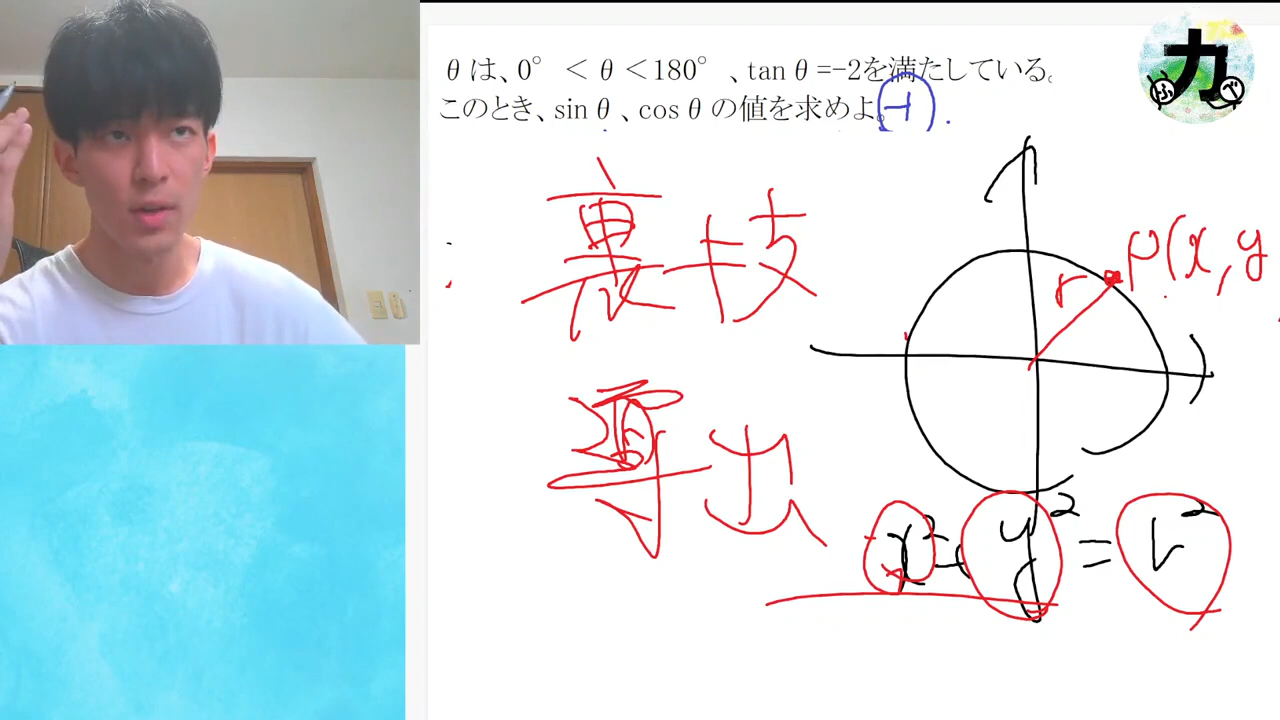 θは、0°＜θ＜180°、tanθ=-2を満たしている。
このとき、sinθ、cosθの値を求めよ。
-1
力
裏技
導出
r
P(x, y
x²+y²=r²